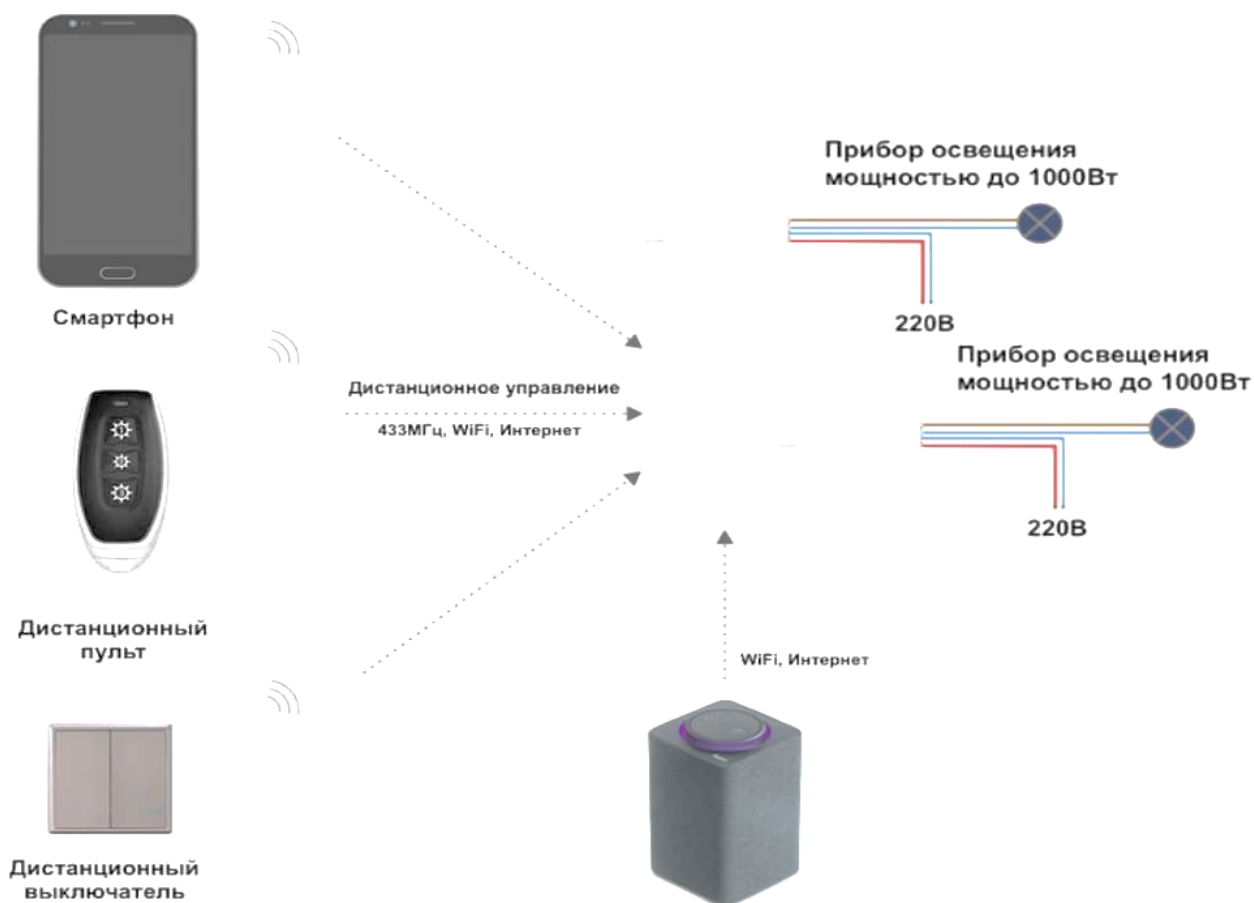 Прибор освещения
мощностью до 1000Вт
220В
Смартфон
Прибор освещения
мощностью до 1000Вт
Дистанционное управление
433МГц, WiFi, Интернет
220В
Дистанционный
пульт
WiFi, Интернет
Дистанционный
выключатель